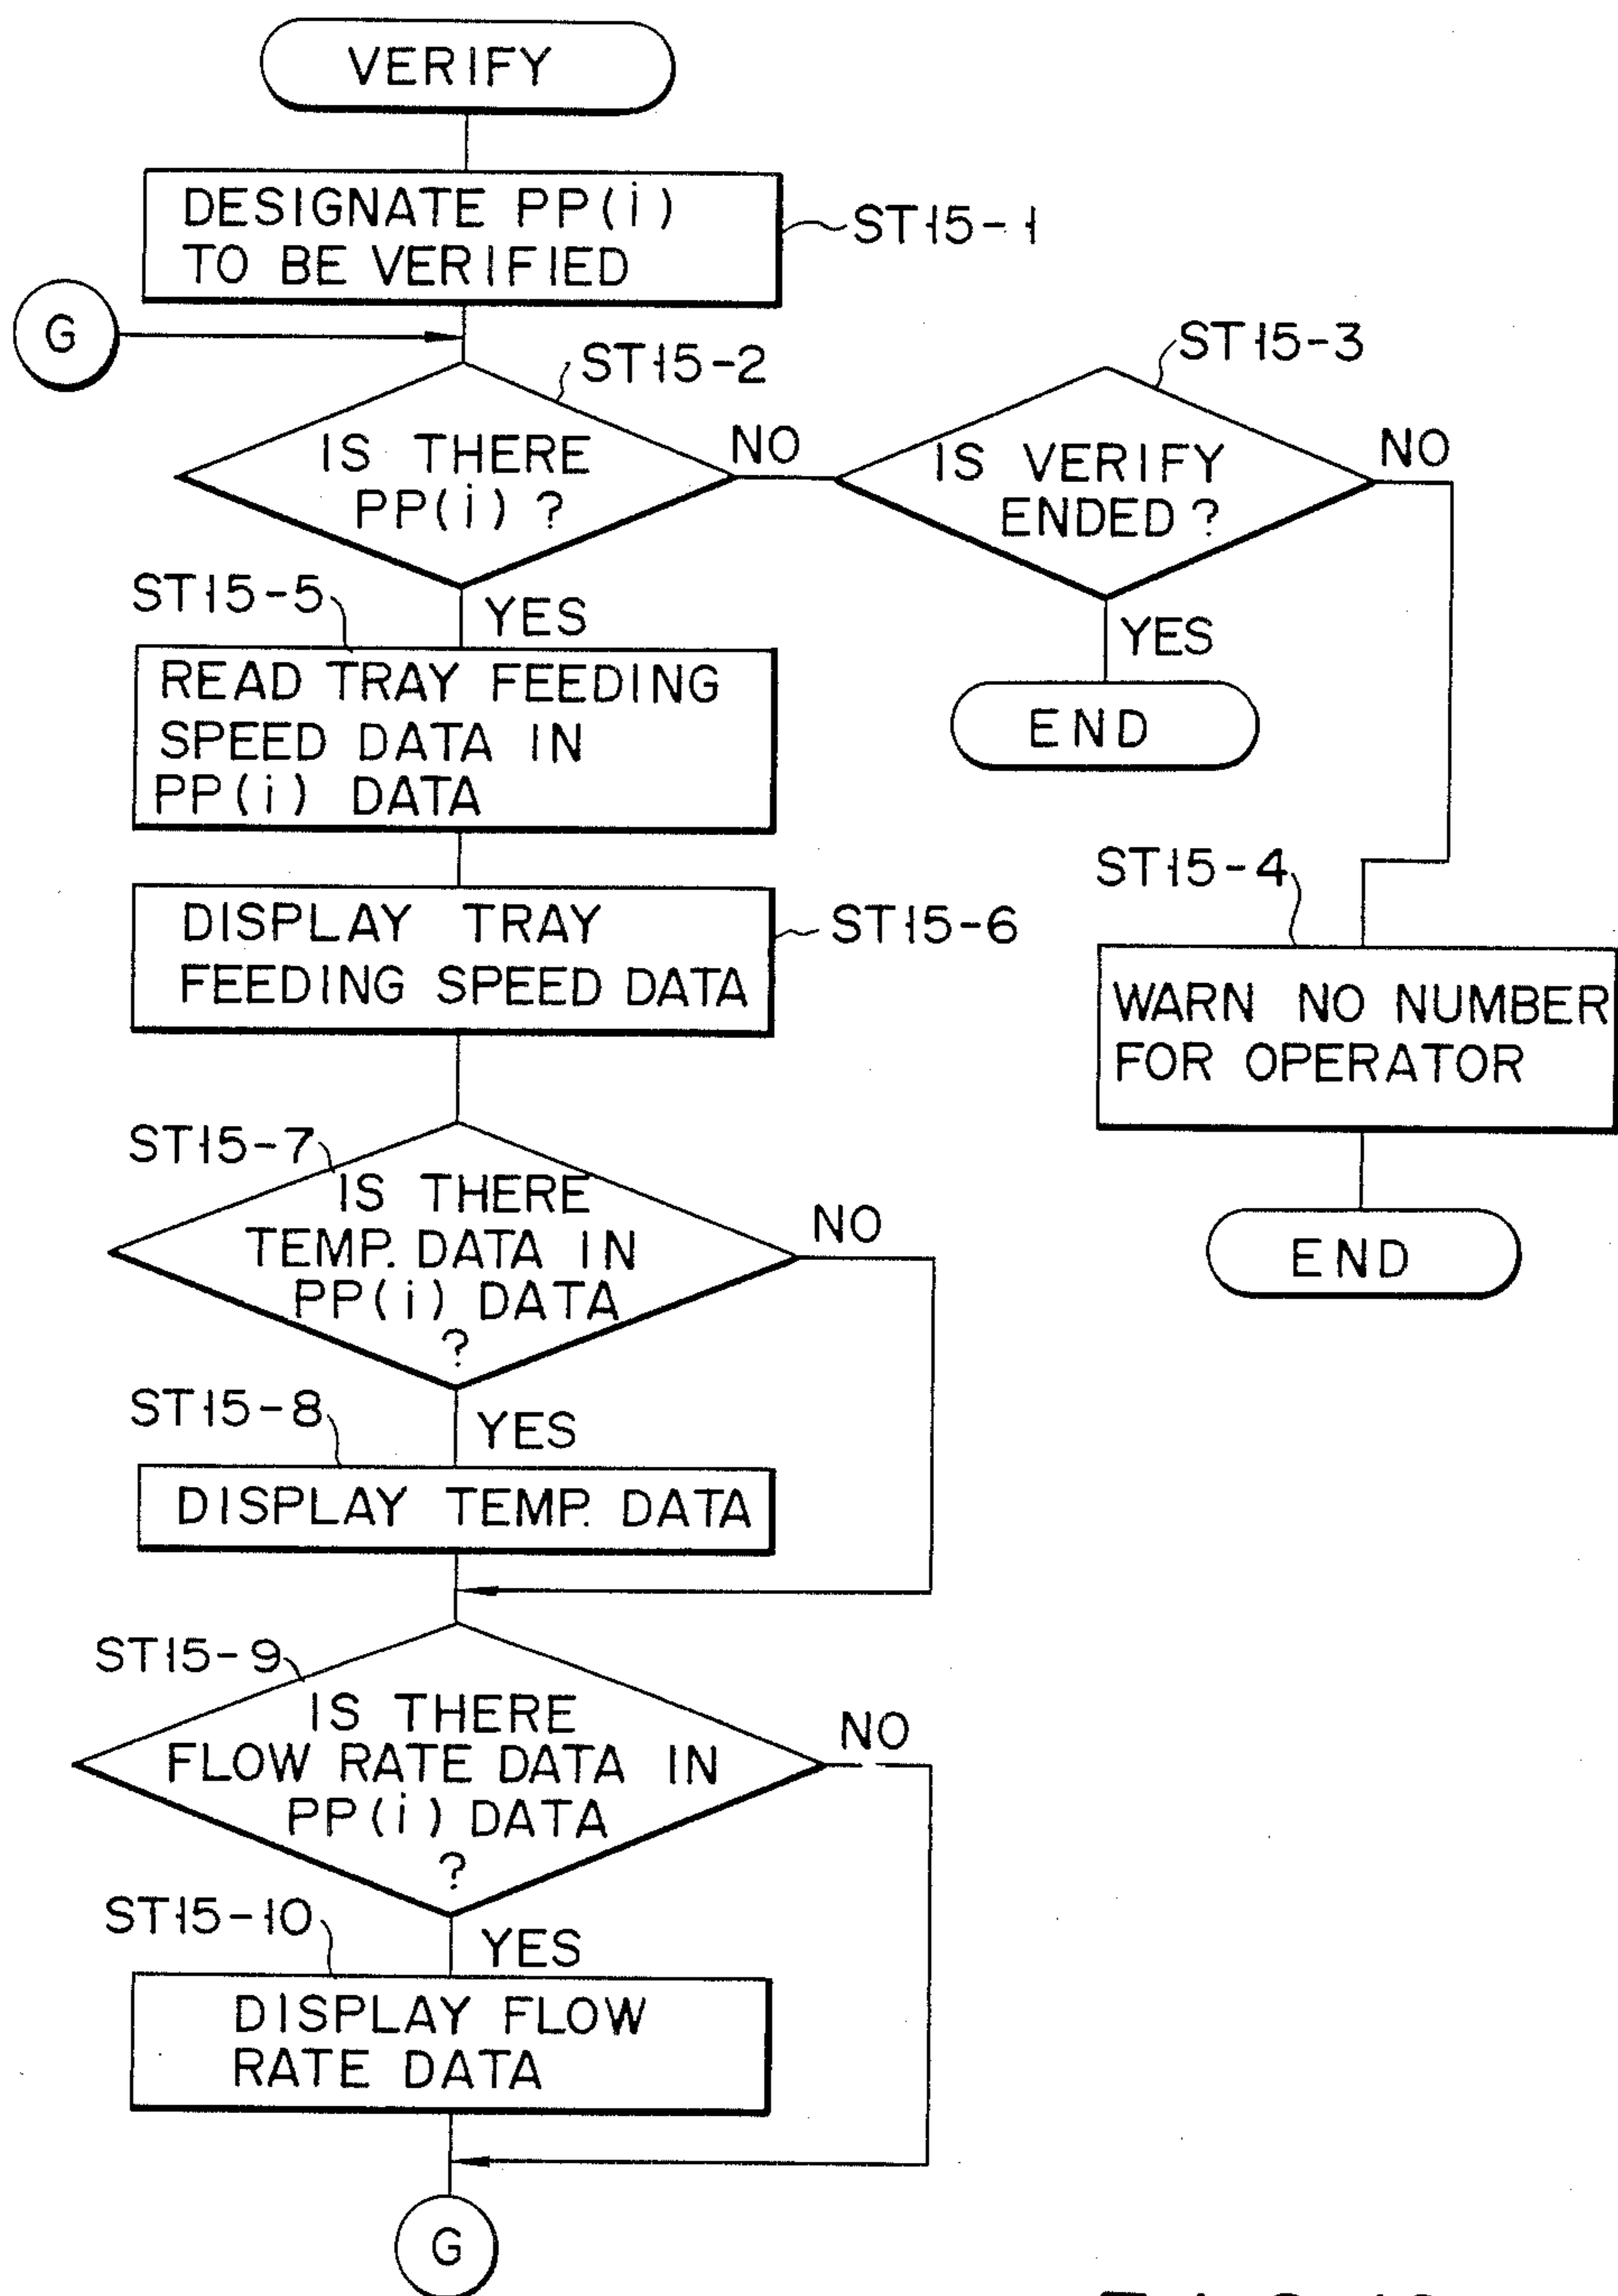 VERIFY
DESIGNATE PP(i)
TO BE VERIFIED
ST15-1
G
ST15-2
IS THERE
PP(i) ?
NO
ST15-3
IS VERIFY
ENDED ?
NO
YES
END
ST15-4
WARN NO NUMBER
FOR OPERATOR
END
YES
ST15-5
READ TRAY FEEDING
SPEED DATA IN
PP(i) DATA
DISPLAY TRAY
FEEDING SPEED DATA
ST15-6
ST15-7
IS THERE
TEMP. DATA IN
PP(i) DATA
?
NO
YES
ST15-8
DISPLAY TEMP. DATA
ST15-9
IS THERE
FLOW RATE DATA IN
PP(i) DATA
?
NO
YES
ST15-10
DISPLAY FLOW
RATE DATA
G